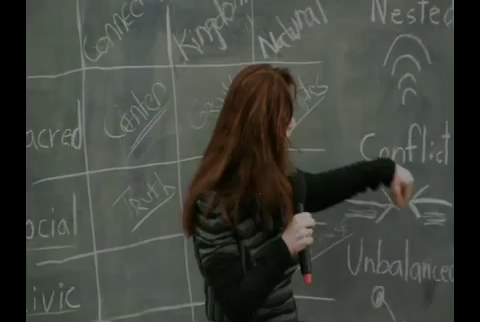 Connec
Kingdom
Natural
Nested
acred
Center
Conflict
ocial
Truth
Unbalanced
ivic